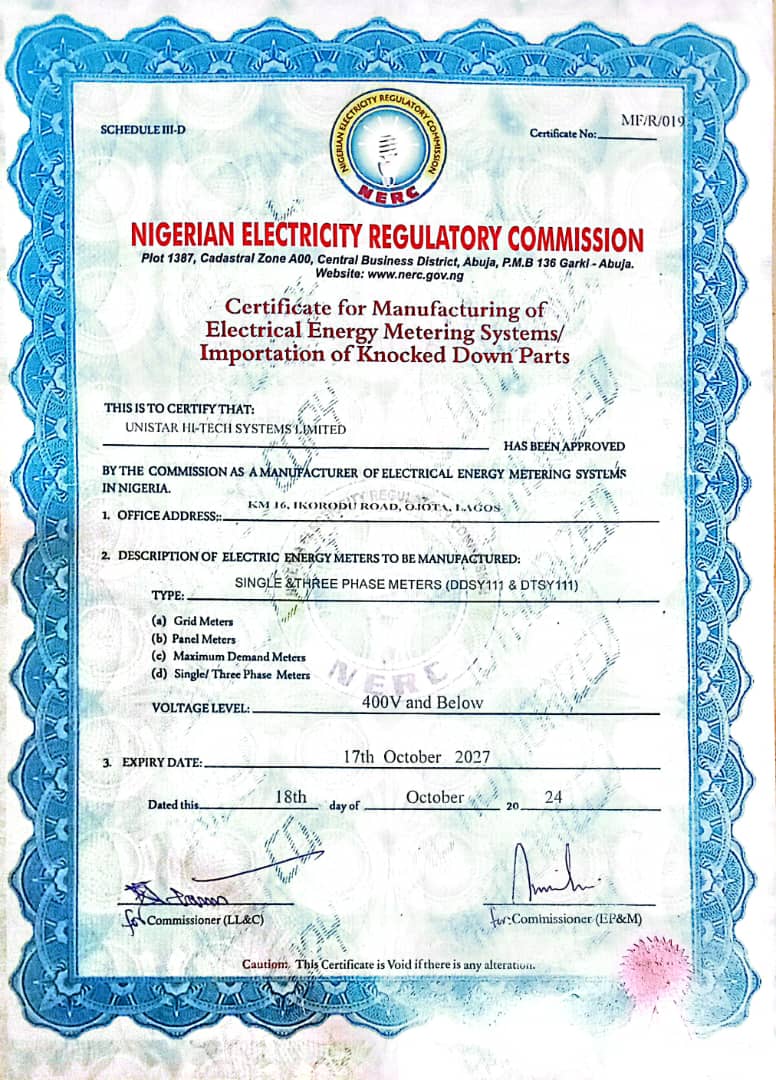 SCHEDULE III-D
NIGERIAN ELECTRICITY REGULATORY COMMISSION
NERC
MF/R/019
Certificate No:
NIGERIAN ELECTRICITY REGULATORY COMMISSION
Plot 1387, Cadastral Zone A00, Central Business District, Abuja, P.M.B 136 Garki - Abuja.
Website: www.nerc.gov.ng
Certificate for Manufacturing of
Electrical Energy Metering Systems/
Importation of Knocked Down Parts
THIS IS TO CERTIFY THAT:
UNISTAR HI-TECH SYSTEMS LIMITED
HAS BEEN APPROVED
BY THE COMMISSION AS A MANUFACTURER OF ELECTRICAL ENERGY METERING SYSTEMS
IN NIGERIA.
1. OFFICE ADDRESS:: KM 16, IKORODU ROAD, OJOTA, LAGOS
2. DESCRIPTION OF ELECTRIC ENERGY METERS TO BE MANUFACTURED:
TYPE: SINGLE &THREE PHASE METERS (DDSY111 & DTSY111)
(a) Grid Meters
(b) Panel Meters
(c) Maximum Demand Meters
(d) Single/ Three Phase Meters
NERC
VOLTAGE LEVEL: 400V and Below
3. EXPIRY DATE: 17th October 2027
Dated this 18th day of October 20 24
for Commissioner (LL&C)
for: Commissioner (EP&M)
Caution: This Certificate is Void if there is any alteration.